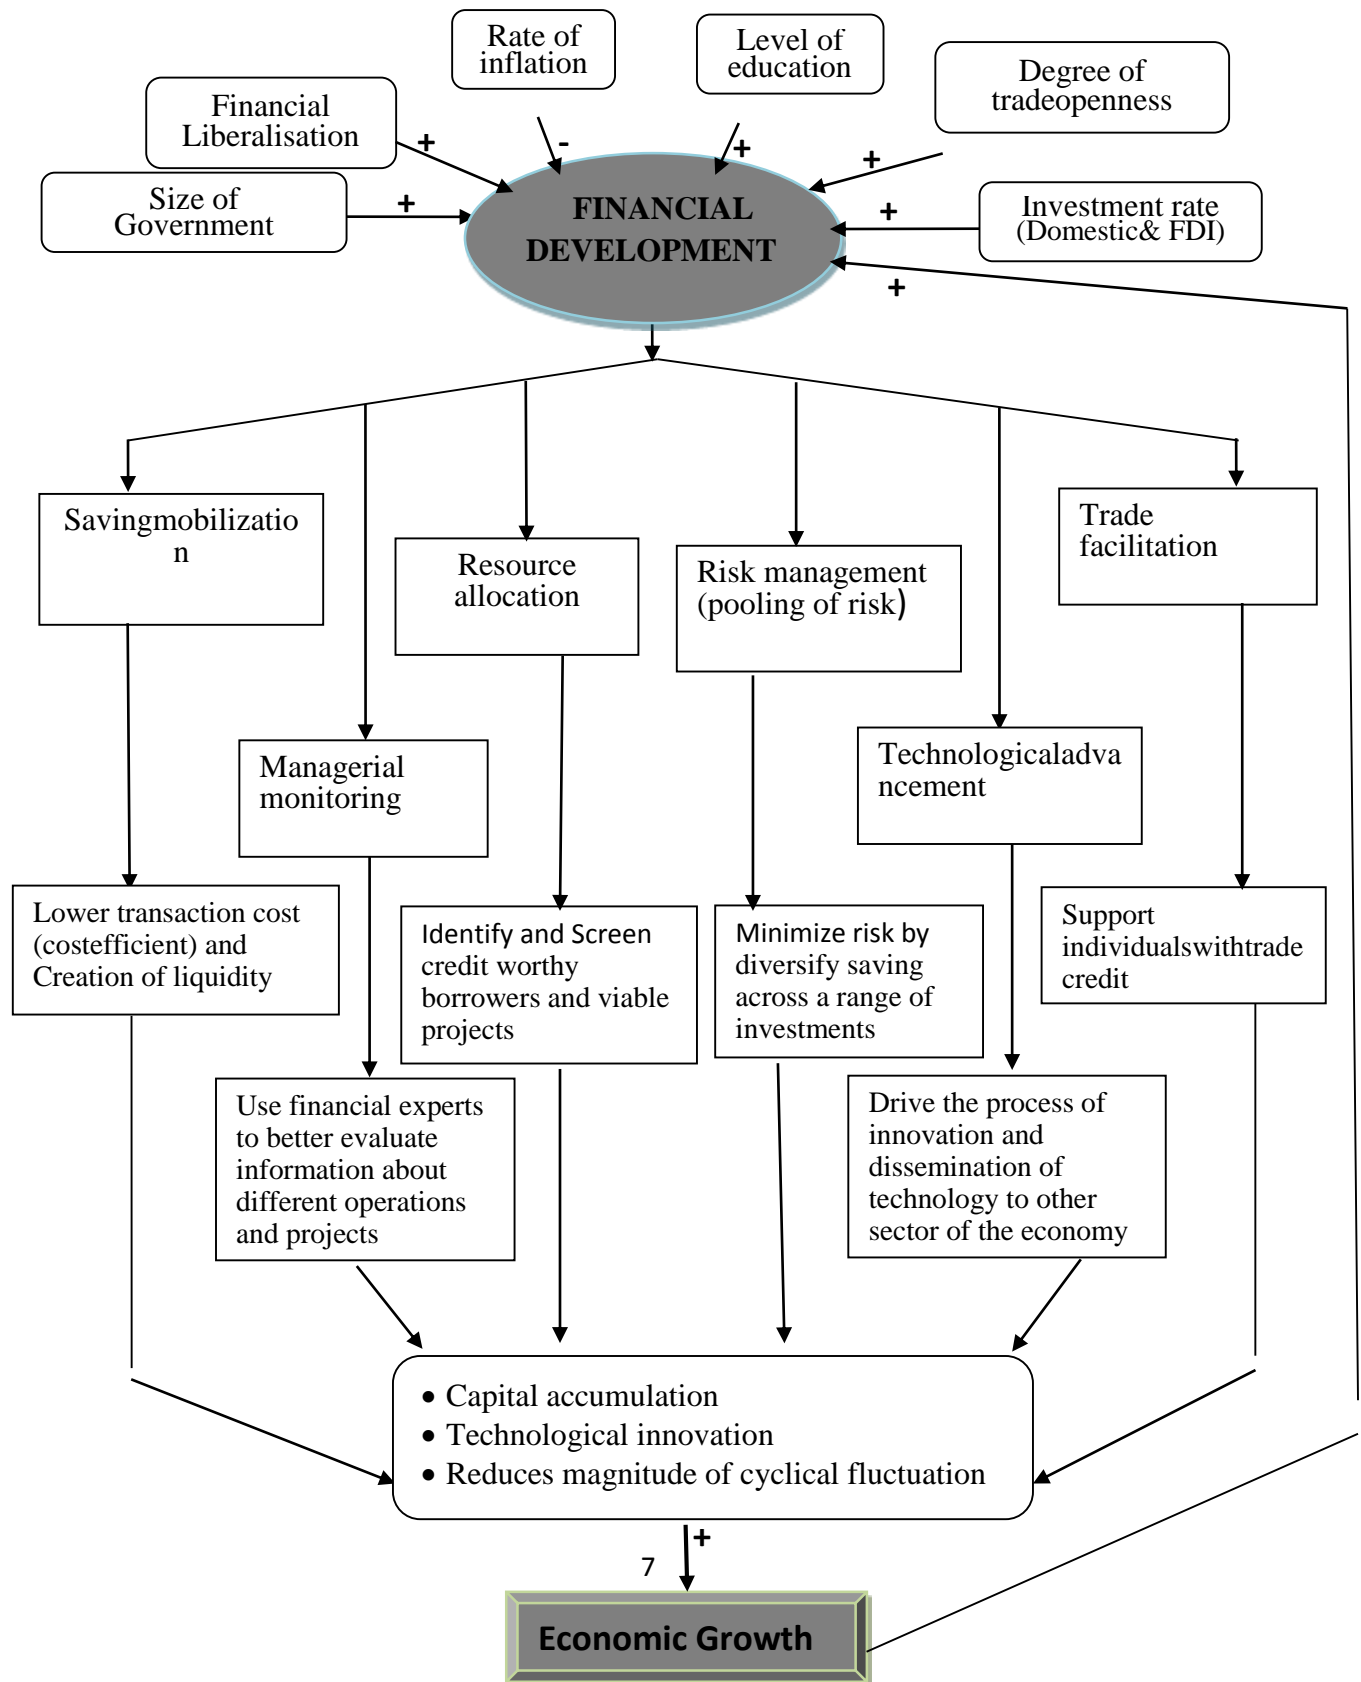 Rate of
inflation
Level of
education
Degree of
tradeopenness
Financial
Liberalisation
+
-
+
+
Size of
Government
+
FINANCIAL
DEVELOPMENT
+
Investment rate
(Domestic& FDI)
+
Savingmobilizatio
n
Resource
allocation
Risk management
(pooling of risk)
Trade
facilitation
Managerial
monitoring
Technologicaladva
ncement
Lower transaction cost
(costefficient) and
Creation of liquidity
Identify and Screen
credit worthy
borrowers and viable
projects
Minimize risk by
diversify saving
across a range of
investments
Support
individualswithtrade
credit
Use financial experts
to better evaluate
information about
different operations
and projects
Drive the process of
innovation and
dissemination of
technology to other
sector of the economy
• Capital accumulation
• Technological innovation
• Reduces magnitude of cyclical fluctuation
+
7
Economic Growth